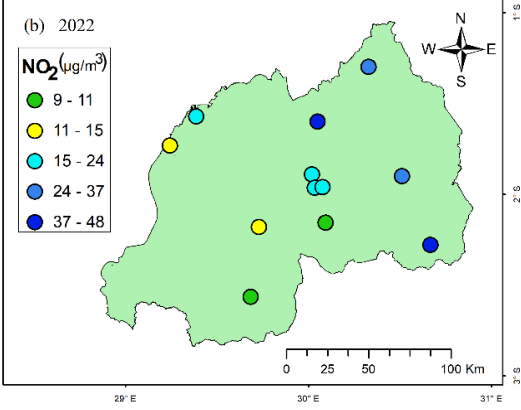 (b) 2022
NO2(μg/m³)
9 - 11
11 - 15
15 - 24
24 - 37
37 - 48
N
W E
S
1° S
2° S
3° S
0 25 50 100 Km
29° E 30° E 31° E